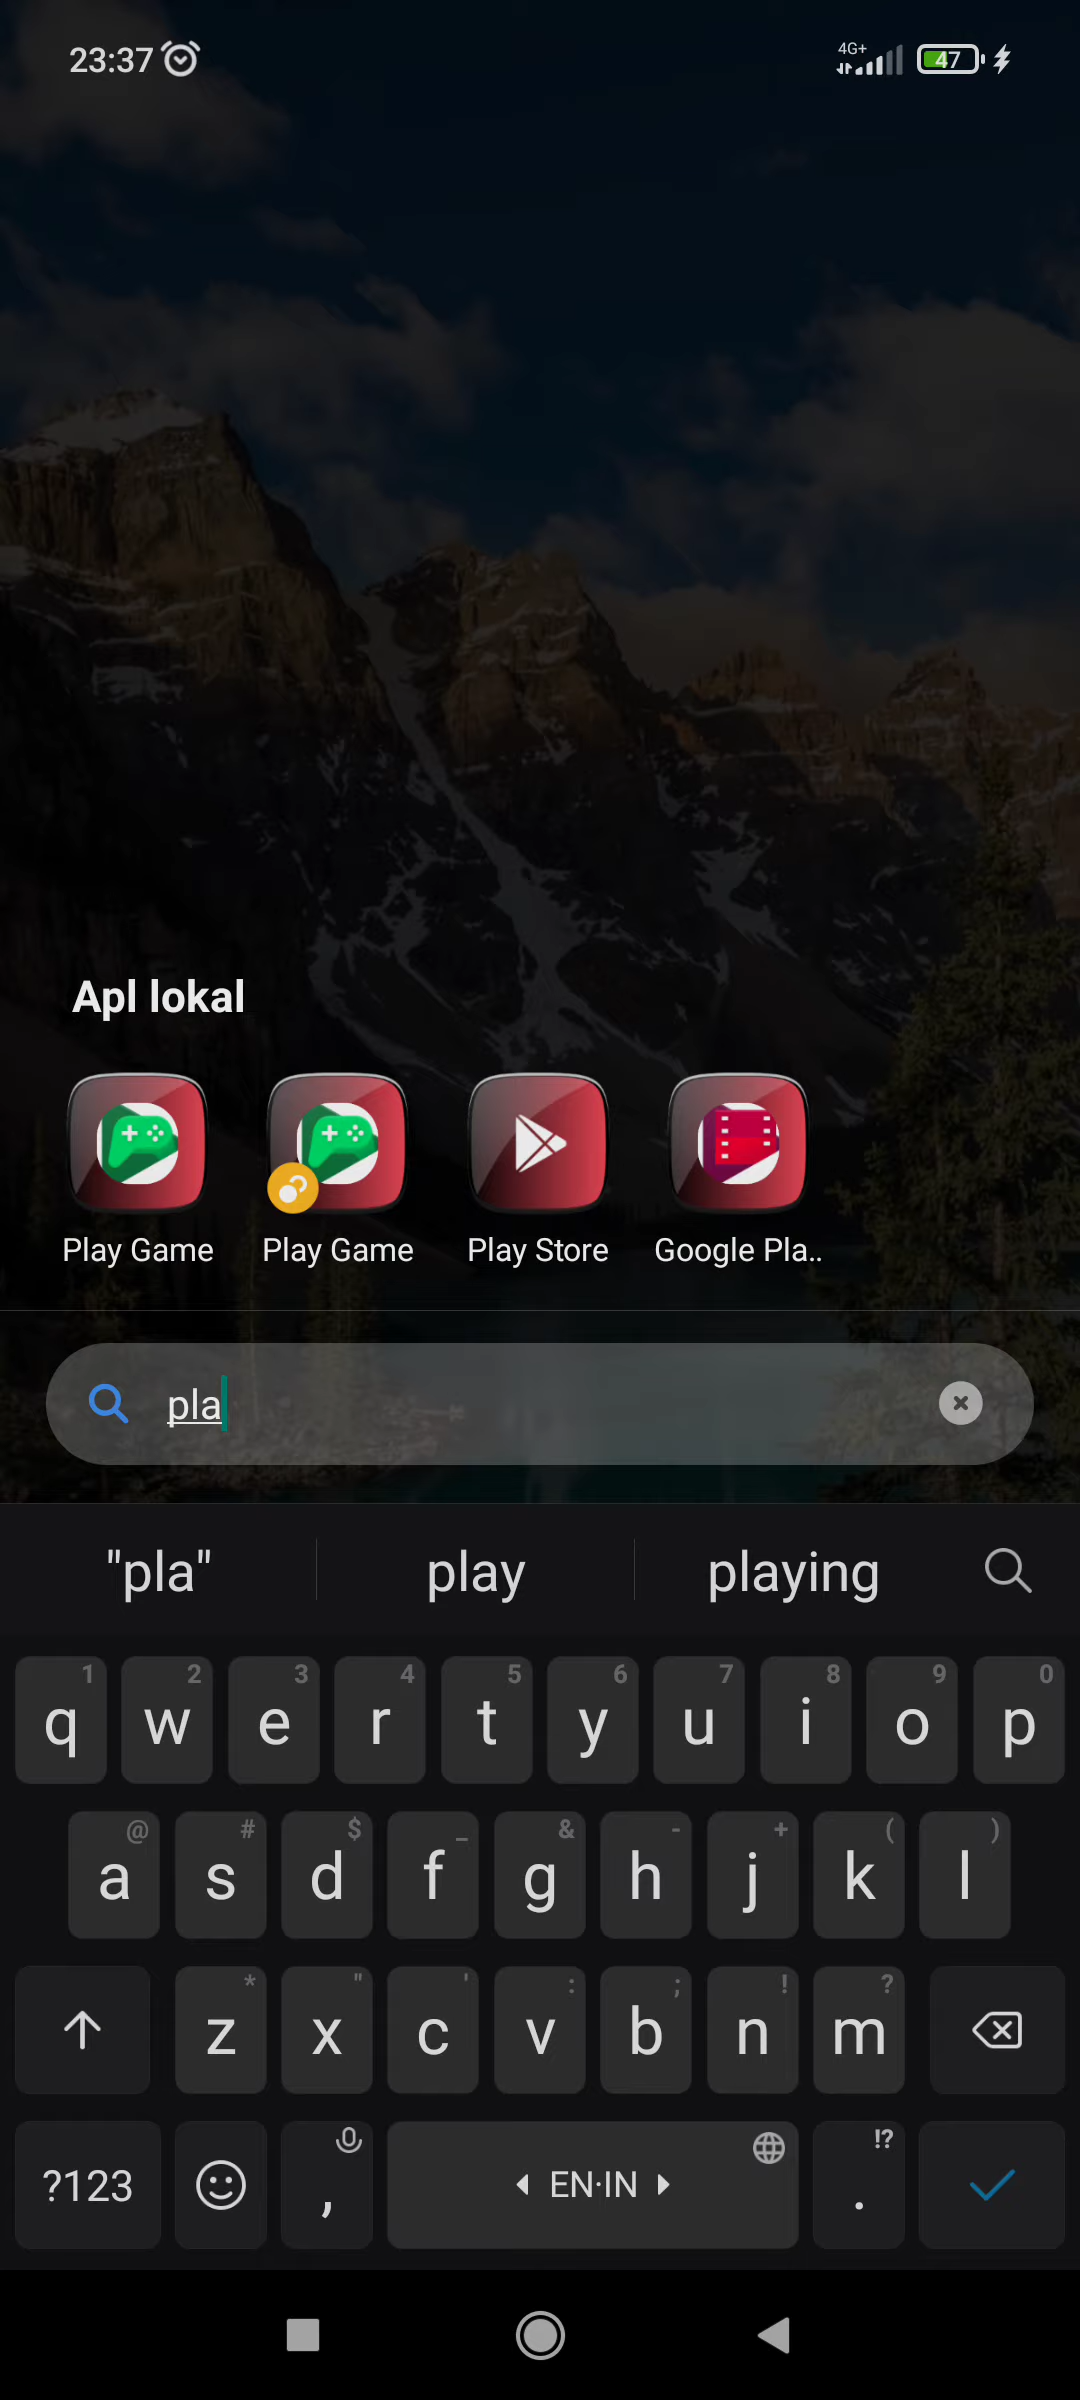 23:37
4G+
47
Apl lokal
Play Game
Play Game
Play Store
Google Pla..
pla
"pla" play playing
1 2 3 4 5 6 7 8 9 0
q w e r t y u i o p
@ # $ _ & - + ( )
a s d f g h j k l
* " ' : ; ! ?
z x c v b n m
!?
?123 , EN·IN .